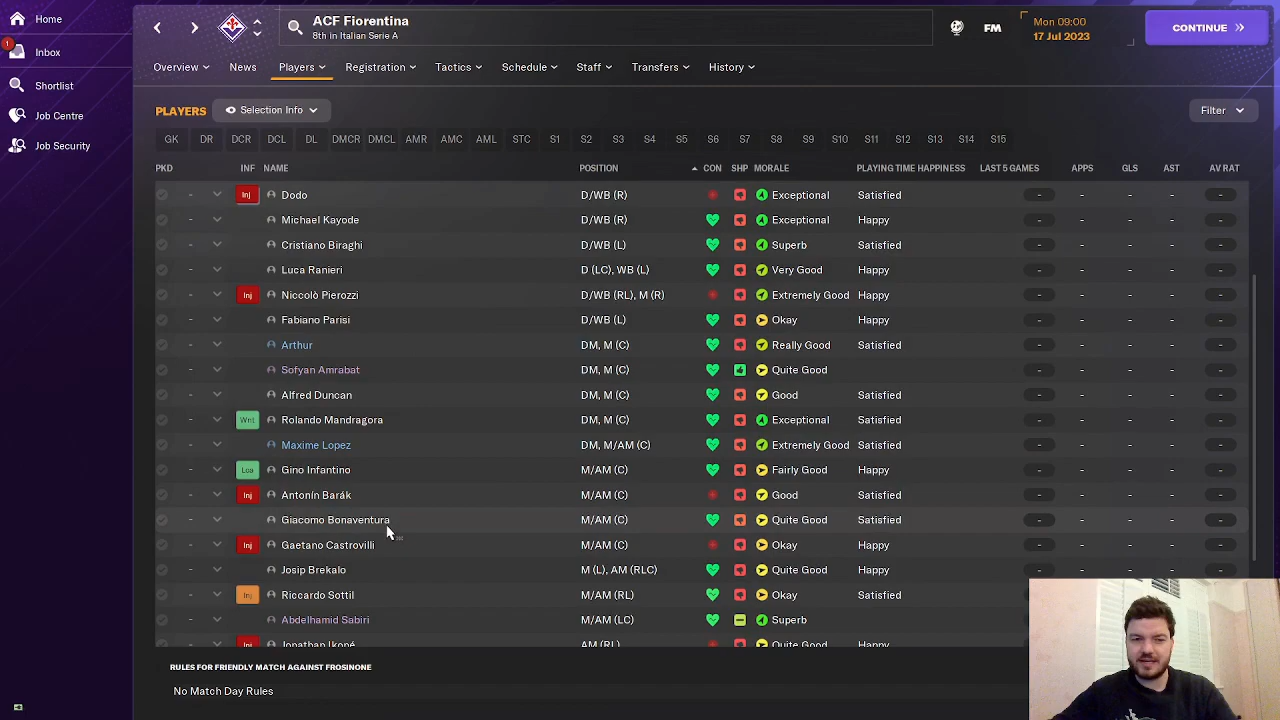 Home
Inbox
1
Shortlist
Job Centre
Job Security
ACF Fiorentina
8th in Italian Serie A
FM
Mon 09:00
17 Jul 2023
CONTINUE
Overview News Players Registration Tactics Schedule Staff Transfers History
PLAYERS Selection Info Filter
GK DR DCR DCL DL DMCR DMCL AMR AMC AML STC S1 S2 S3 S4 S5 S6 S7 S8 S9 S10 S11 S12 S13 S14 S15
PKD INF NAME POSITION CON SHP MORALE PLAYING TIME HAPPINESS LAST 5 GAMES APPS GLS AST AV RAT
- Inj Dodo D/WB (R) Exceptional Satisfied - - - - -
- Michael Kayode D/WB (R) Exceptional Happy - - - - -
- Cristiano Biraghi D/WB (L) Superb Satisfied - - - - -
- Luca Ranieri D (LC), WB (L) Very Good Happy - - - - -
- Inj Niccolò Pierozzi D/WB (RL), M (R) Extremely Good Happy - - - - -
- Fabiano Parisi D/WB (L) Okay Happy - - - - -
- Arthur DM, M (C) Really Good Satisfied - - - - -
- Sofyan Amrabat DM, M (C) Quite Good - - - - -
- Alfred Duncan DM, M (C) Good Satisfied - - - - -
- Wnt Rolando Mandragora DM, M (C) Exceptional Satisfied - - - - -
- Maxime Lopez DM, M/AM (C) Extremely Good Satisfied - - - - -
- Loa Gino Infantino M/AM (C) Fairly Good Happy - - - - -
- Inj Antonín Barák M/AM (C) Good Satisfied - - - - -
- Giacomo Bonaventura M/AM (C) Quite Good Satisfied - - - - -
- Inj Gaetano Castrovilli M/AM (C) Okay Happy - - - - -
- Josip Brekalo M (L), AM (RLC) Quite Good Happy - - - - -
- Inj Riccardo Sottil M/AM (RL) Okay Satisfied
- Abdelhamid Sabiri M/AM (LC) Superb
- Inj Jonathan Ikoné AM (RL) Quite Good Happy
RULES FOR FRIENDLY MATCH AGAINST FROSINONE
No Match Day Rules